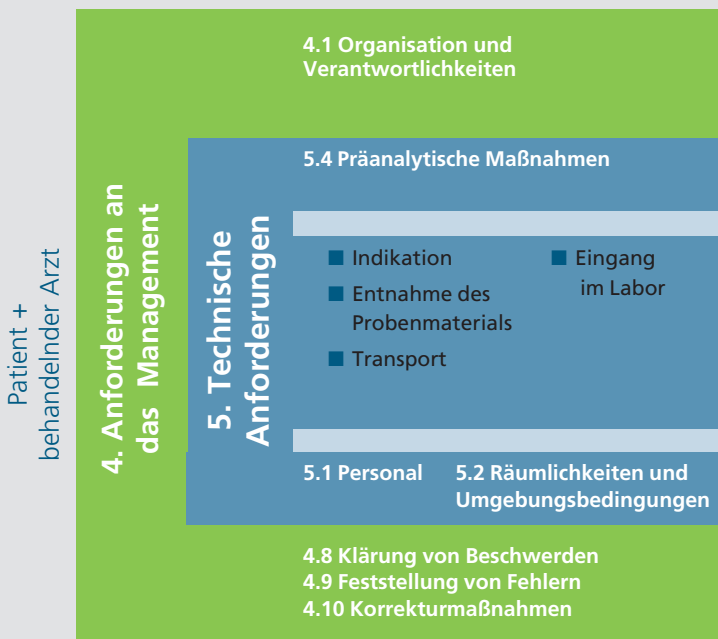 Patient +
behandelnder Arzt
4. Anforderungen an
das Management
4.1 Organisation und
Verantwortlichkeiten
5. Technische
Anforderungen
5.4 Präanalytische Maßnahmen
■ Indikation
■ Entnahme des
Probenmaterials
■ Transport
■ Eingang
im Labor
5.1 Personal
5.2 Räumlichkeiten und
Umgebungsbedingungen
4.8 Klärung von Beschwerden
4.9 Feststellung von Fehlern
4.10 Korrekturmaßnahmen